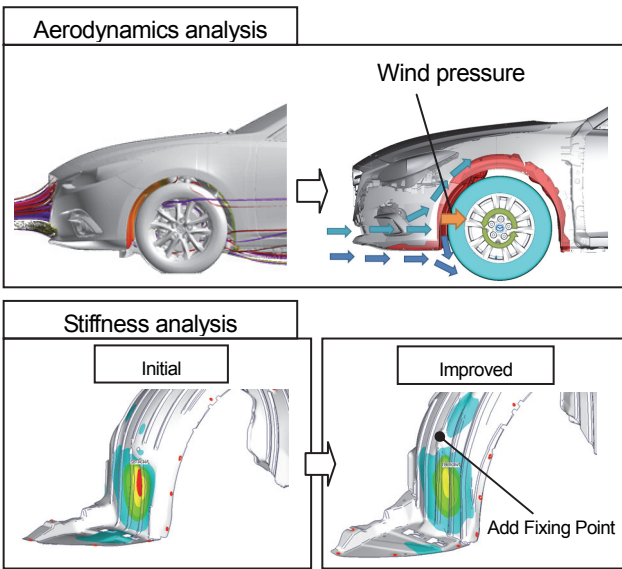 Aerodynamics analysis
Wind pressure
Stiffness analysis
Initial
Improved
Add Fixing Point